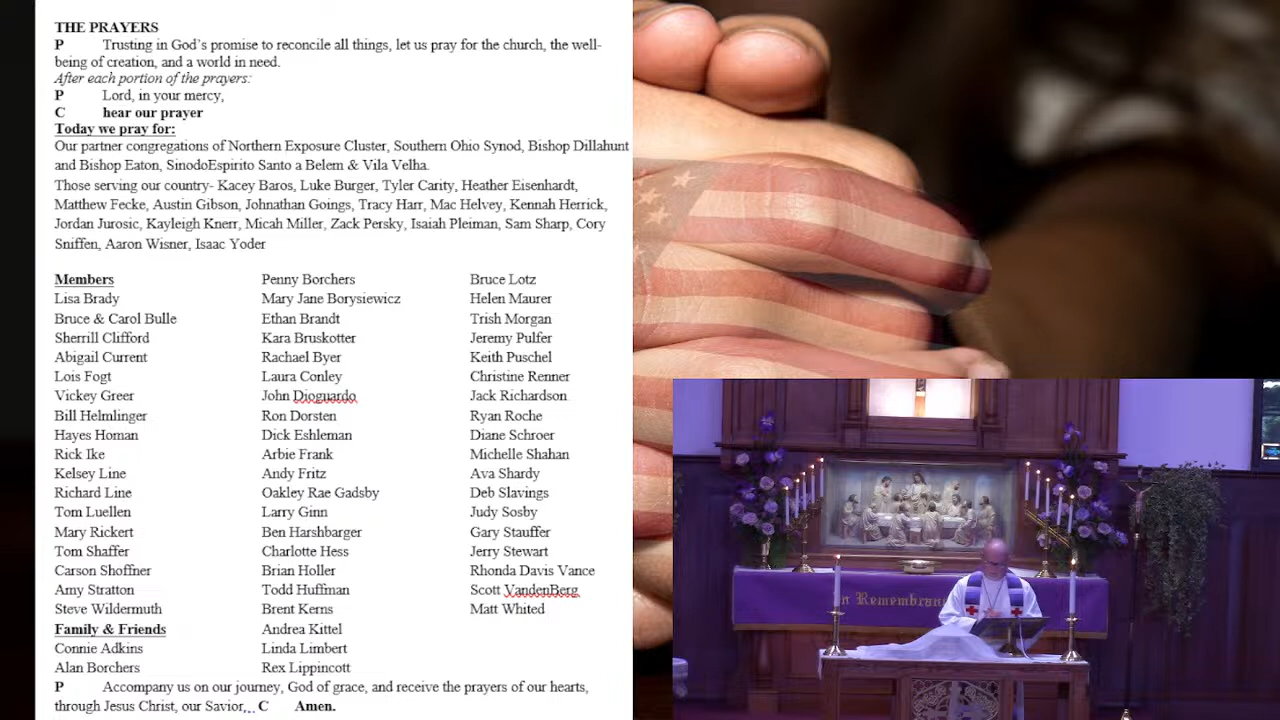 THE PRAYERS
P Trusting in God's promise to reconcile all things, let us pray for the church, the well-
being of creation, and a world in need.
After each portion of the prayers:
P Lord, in your mercy,
C hear our prayer
Today we pray for:
Our partner congregations of Northern Exposure Cluster, Southern Ohio Synod, Bishop Dillahunt
and Bishop Eaton, SinodoEspirito Santo a Belem & Vila Velha.
Those serving our country- Kacey Baros, Luke Burger, Tyler Carity, Heather Eisenhardt,
Matthew Fecke, Austin Gibson, Johnathan Goings, Tracy Harr, Mac Helvey, Kennah Herrick,
Jordan Jurosic, Kayleigh Knerr, Micah Miller, Zack Persky, Isaiah Pleiman, Sam Sharp, Cory
Sniffen, Aaron Wisner, Isaac Yoder
Members
Lisa Brady
Bruce & Carol Bulle
Sherrill Clifford
Abigail Current
Lois Fogt
Vickey Greer
Bill Helmlinger
Hayes Homan
Rick Ike
Kelsey Line
Richard Line
Tom Luellen
Mary Rickert
Tom Shaffer
Carson Shoffner
Amy Stratton
Steve Wildermuth
Family & Friends
Connie Adkins
Alan Borchers
Penny Borchers
Mary Jane Borysiewicz
Ethan Brandt
Kara Bruskotter
Rachael Byer
Laura Conley
John Dioguardo
Ron Dorsten
Dick Eshleman
Arbie Frank
Andy Fritz
Oakley Rae Gadsby
Larry Ginn
Ben Harshbarger
Charlotte Hess
Brian Holler
Todd Huffman
Brent Kerns
Andrea Kittel
Linda Limbert
Rex Lippincott
Bruce Lotz
Helen Maurer
Trish Morgan
Jeremy Pulfer
Keith Puschel
Christine Renner
Jack Richardson
Ryan Roche
Diane Schroer
Michelle Shahan
Ava Shardy
Deb Slavings
Judy Sosby
Gary Stauffer
Jerry Stewart
Rhonda Davis Vance
Scott VandenBerg
Matt Whited
P Accompany us on our journey, God of grace, and receive the prayers of our hearts,
through Jesus Christ, our Savior,.. C Amen.
In Remembran